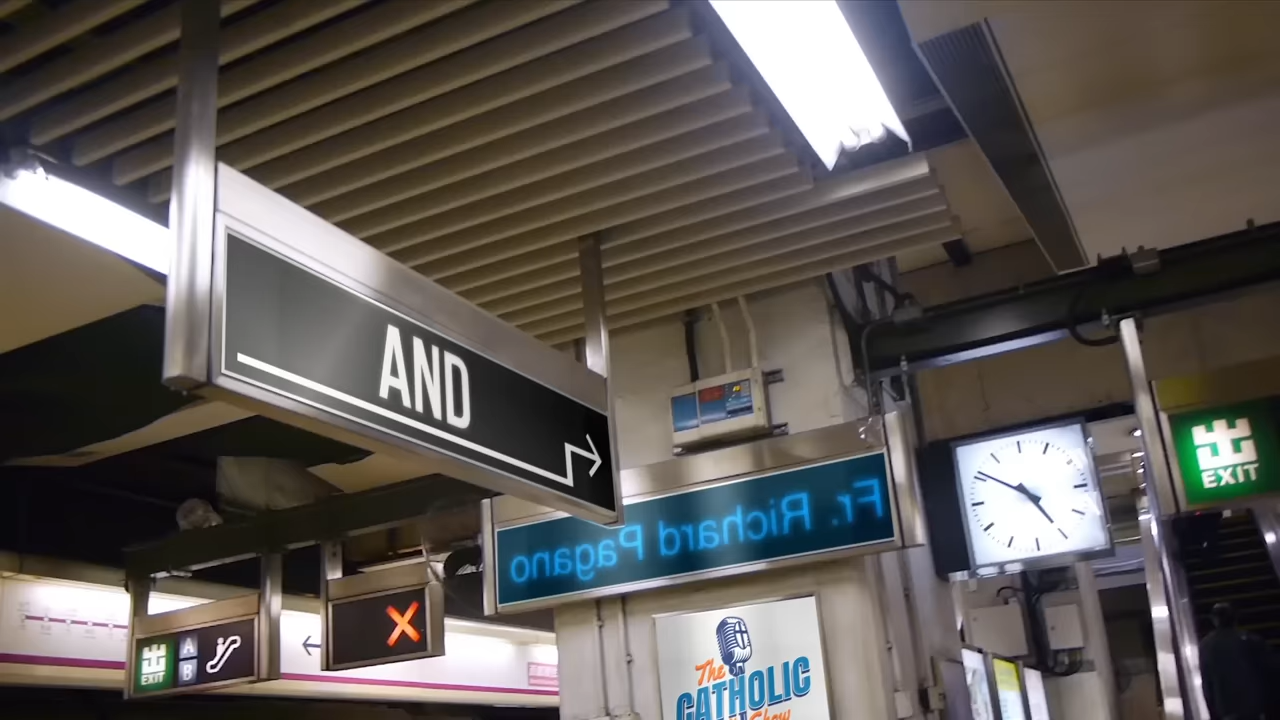 AND
Fr. Richard Pagano
EXIT
EXIT
A
B
The
CATHOLIC
Show